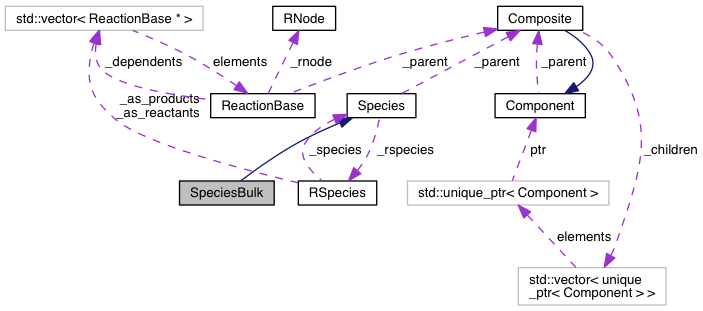 std::vector< ReactionBase * >
RNode
Composite
_dependents
elements
_rnode
_parent
_parent
_parent
_as_products
_as_reactants
ReactionBase
Species
Component
_species
_rspecies
ptr
_children
SpeciesBulk
RSpecies
std::unique_ptr< Component >
elements
std::vector< unique
_ptr< Component > >